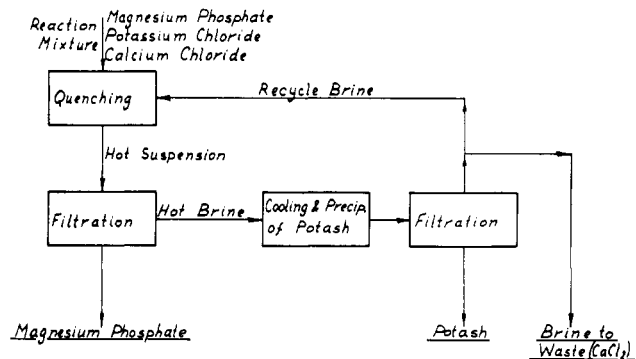 Reaction
Mixture
Magnesium Phosphate
Potassium Chloride
Calcium Chloride
Quenching
Recycle Brine
Hot Suspension
Filtration
Hot Brine
Cooling & Precip.
of Potash
Filtration
Magnesium Phosphate
Potash
Brine to
Waste (CaCl₂)